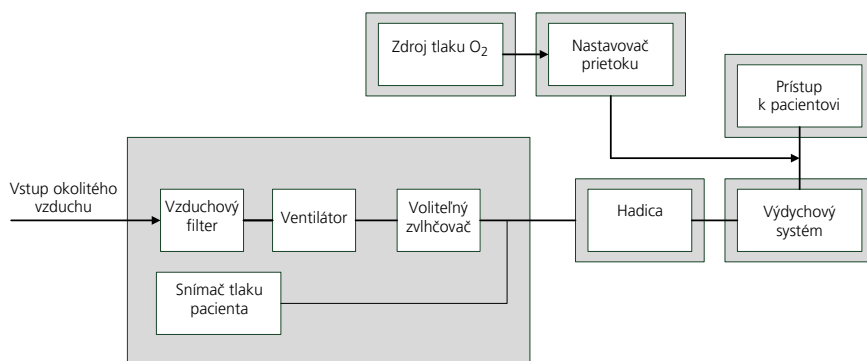 Zdroj tlaku O2
Nastavovač
prietoku
Prístup
k pacientovi
Vstup okolitého
vzduchu
Vzduchový
filter
Ventilátor
Voliteľný
zvlhčovač
Hadica
Výdychový
systém
Snímač tlaku
pacienta